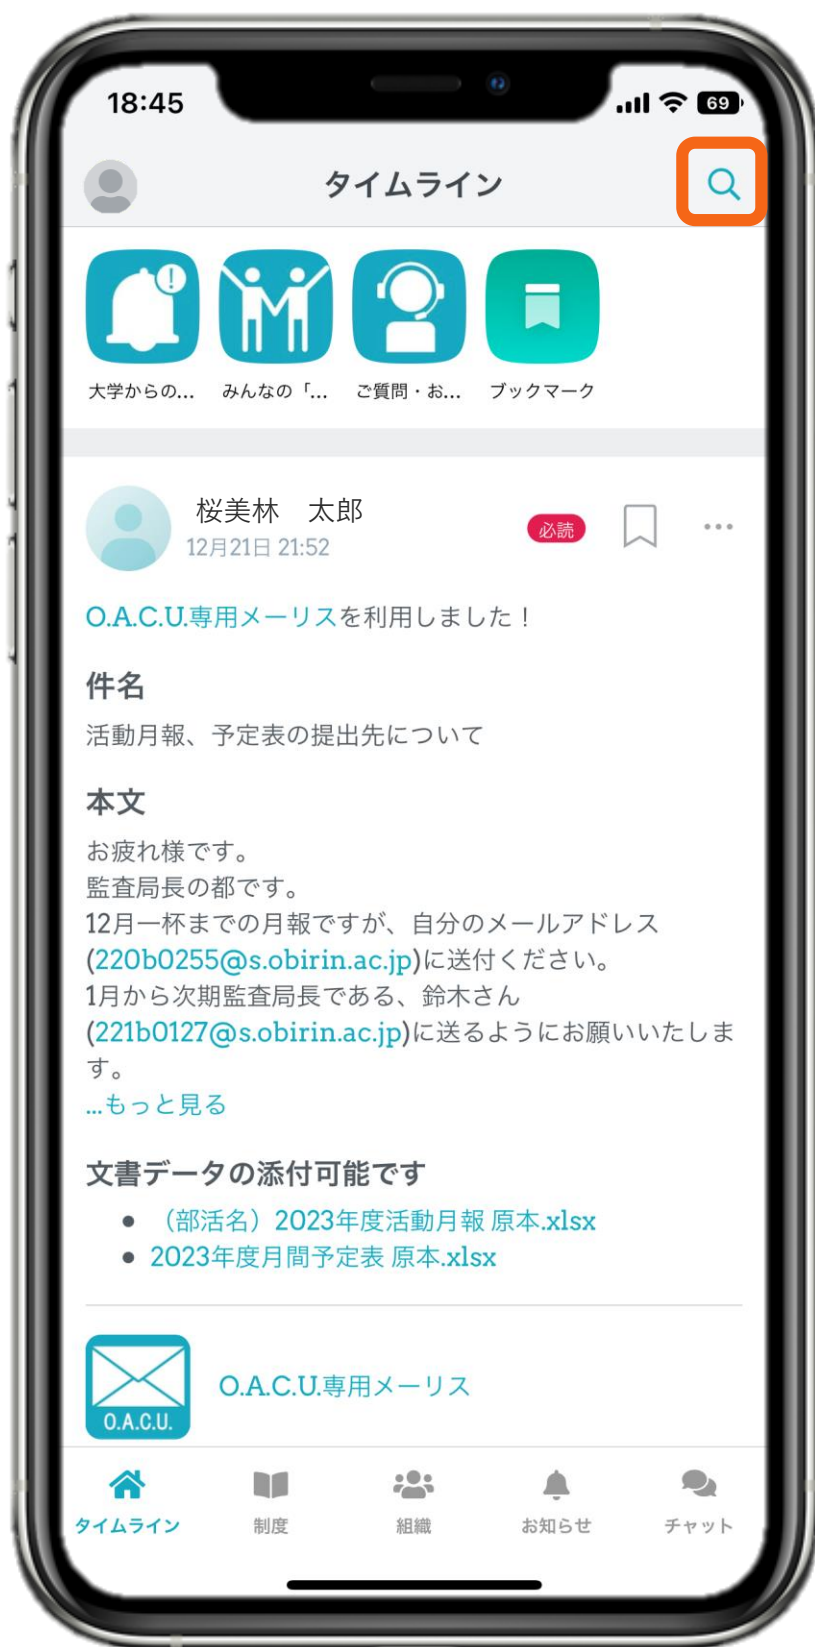 18:45
69
タイムライン
大学からの...
みんなの「...
ご質問・お...
ブックマーク
桜美林　太郎
12月21日 21:52
必読
O.A.C.U.専用メーリスを利用しました！
件名
活動月報、予定表の提出先について
本文
お疲れ様です。
監査局長の都です。
12月一杯までの月報ですが、自分のメールアドレス
(220b0255@s.obirin.ac.jp)に送付ください。
1月から次期監査局長である、鈴木さん
(221b0127@s.obirin.ac.jp)に送るようにお願いいたしま
す。
...もっと見る
文書データの添付可能です
（部活名）2023年度活動月報 原本.xlsx
2023年度月間予定表 原本.xlsx
O.A.C.U.
O.A.C.U.専用メーリス
タイムライン
制度
組織
お知らせ
チャット